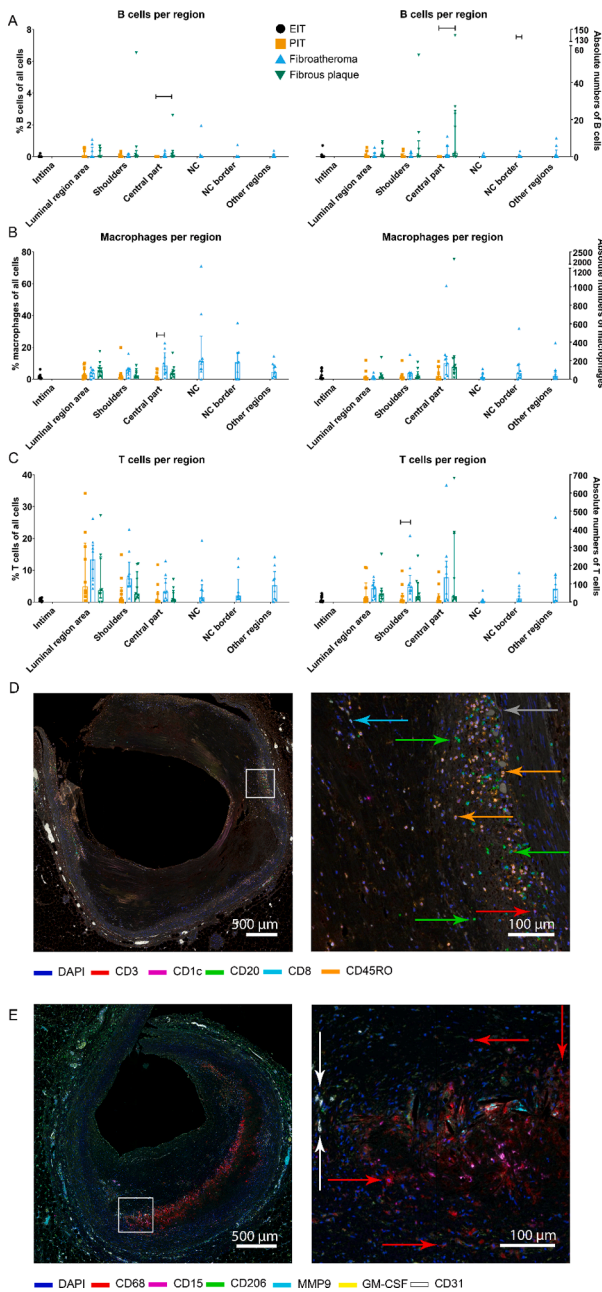 A
B cells per region
% B cells of all cells
8
6
4
2
0
Intima
Luminal region area
Shoulders
Central part
NC
NC border
Other regions
EIT
PIT
Fibroatheroma
Fibrous plaque
B cells per region
Absolute numbers of B cells
150
130
60
40
20
0
Intima
Luminal region area
Shoulders
Central part
NC
NC border
Other regions
B
Macrophages per region
% macrophages of all cells
80
60
40
20
0
Intima
Luminal region area
Shoulders
Central part
NC
NC border
Other regions
Macrophages per region
Absolute numbers of macrophages
2500
2000
1000
800
600
400
200
0
Intima
Luminal region area
Shoulders
Central part
NC
NC border
Other regions
C
T cells per region
% T cells of all cells
40
30
20
10
0
Intima
Luminal region area
Shoulders
Central part
NC
NC border
Other regions
T cells per region
Absolute numbers of T cells
700
600
500
400
300
200
100
0
Intima
Luminal region area
Shoulders
Central part
NC
NC border
Other regions
D
500 µm
100 µm
DAPI CD3 CD1c CD20 CD8 CD45RO
E
500 µm
100 µm
DAPI CD68 CD15 CD206 MMP9 GM-CSF CD31